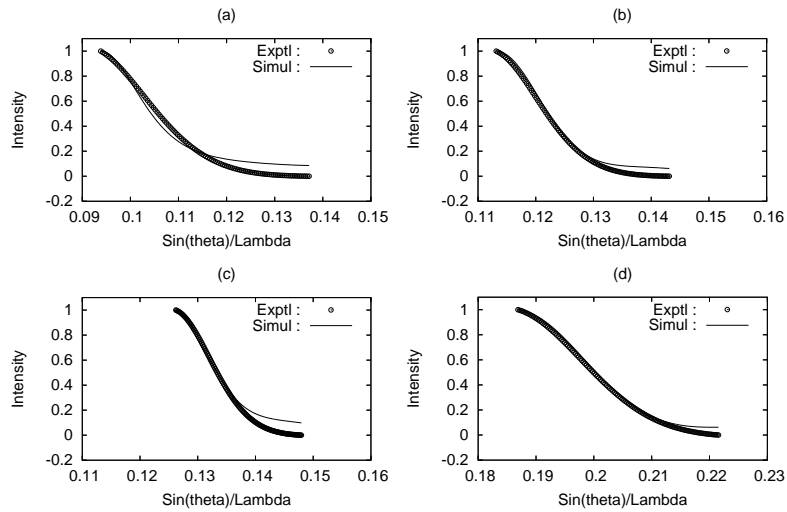 (a)
Exptl :
Simul :
Intensity
1
0.8
0.6
0.4
0.2
0
-0.2
0.09 0.1 0.11 0.12 0.13 0.14 0.15
Sin(theta)/Lambda
(b)
Exptl :
Simul :
Intensity
1
0.8
0.6
0.4
0.2
0
-0.2
0.11 0.12 0.13 0.14 0.15 0.16
Sin(theta)/Lambda
(c)
Exptl :
Simul :
Intensity
1
0.8
0.6
0.4
0.2
0
-0.2
0.11 0.12 0.13 0.14 0.15 0.16
Sin(theta)/Lambda
(d)
Exptl :
Simul :
Intensity
1
0.8
0.6
0.4
0.2
0
-0.2
0.18 0.19 0.2 0.21 0.22 0.23
Sin(theta)/Lambda